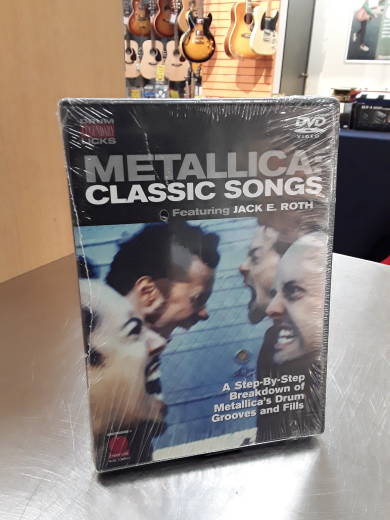 DRUM
LEGENDARY
LICKS
DVD
VIDEO
METALLICA:
CLASSIC SONGS
Featuring JACK E. ROTH
A Step-By-Step
Breakdown of
Metallica's Drum
Grooves and Fills